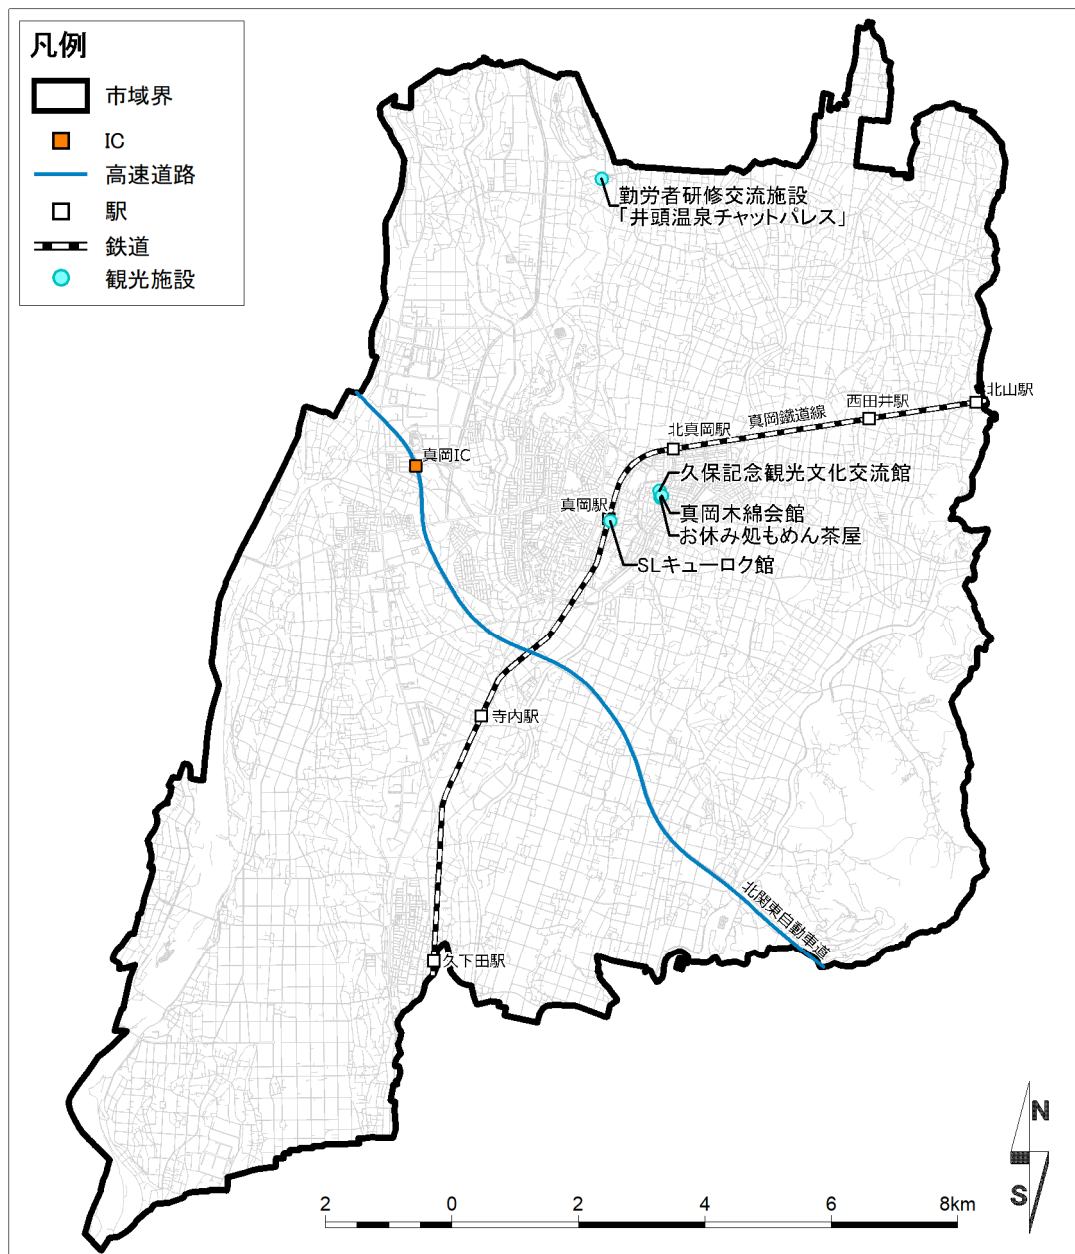 凡例
市域界
IC
高速道路
駅
鉄道
観光施設
勤労者研修交流施設
「井頭温泉チャットパレス」
北山駅
西田井駅
真岡鐵道線
北真岡駅
真岡IC
久保記念観光文化交流館
真岡駅
真岡木綿会館
お休み処もめん茶屋
SLキューロク館
寺内駅
北関東自動車道
久下田駅
N
S
2 0 2 4 6 8km